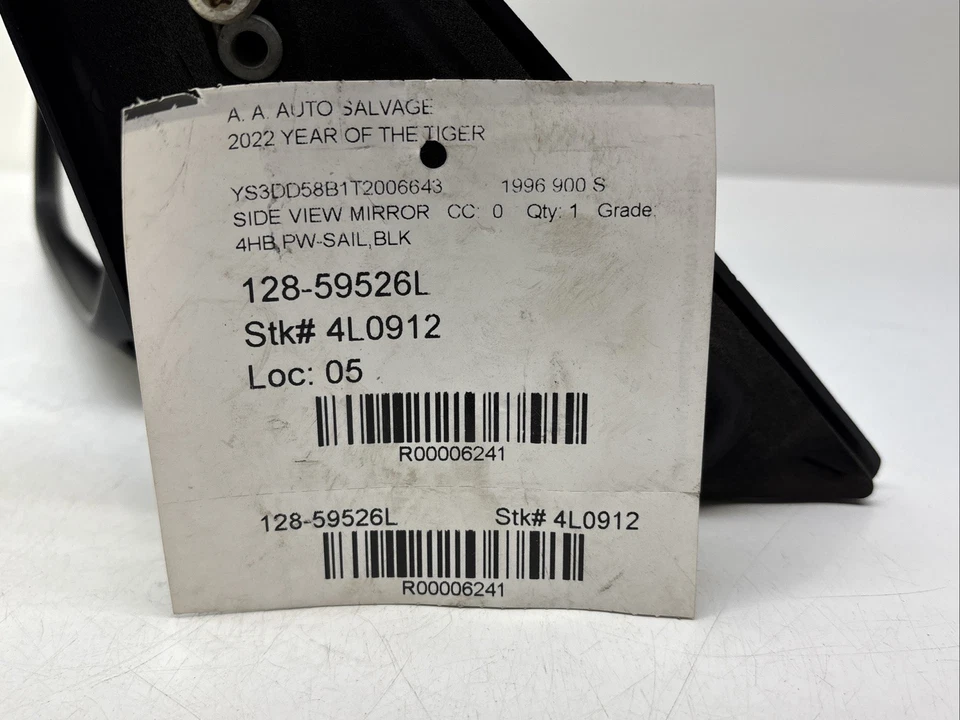 A. A. AUTO SALVAGE
2022 YEAR OF THE TIGER
YS3DD58B1T2006643 1996 900 S
SIDE VIEW MIRROR CC: 0 Qty: 1 Grade:
4HB,PW-SAIL,BLK
128-59526L
Stk# 4L0912
Loc: 05
R00006241
128-59526L Stk# 4L0912
R00006241